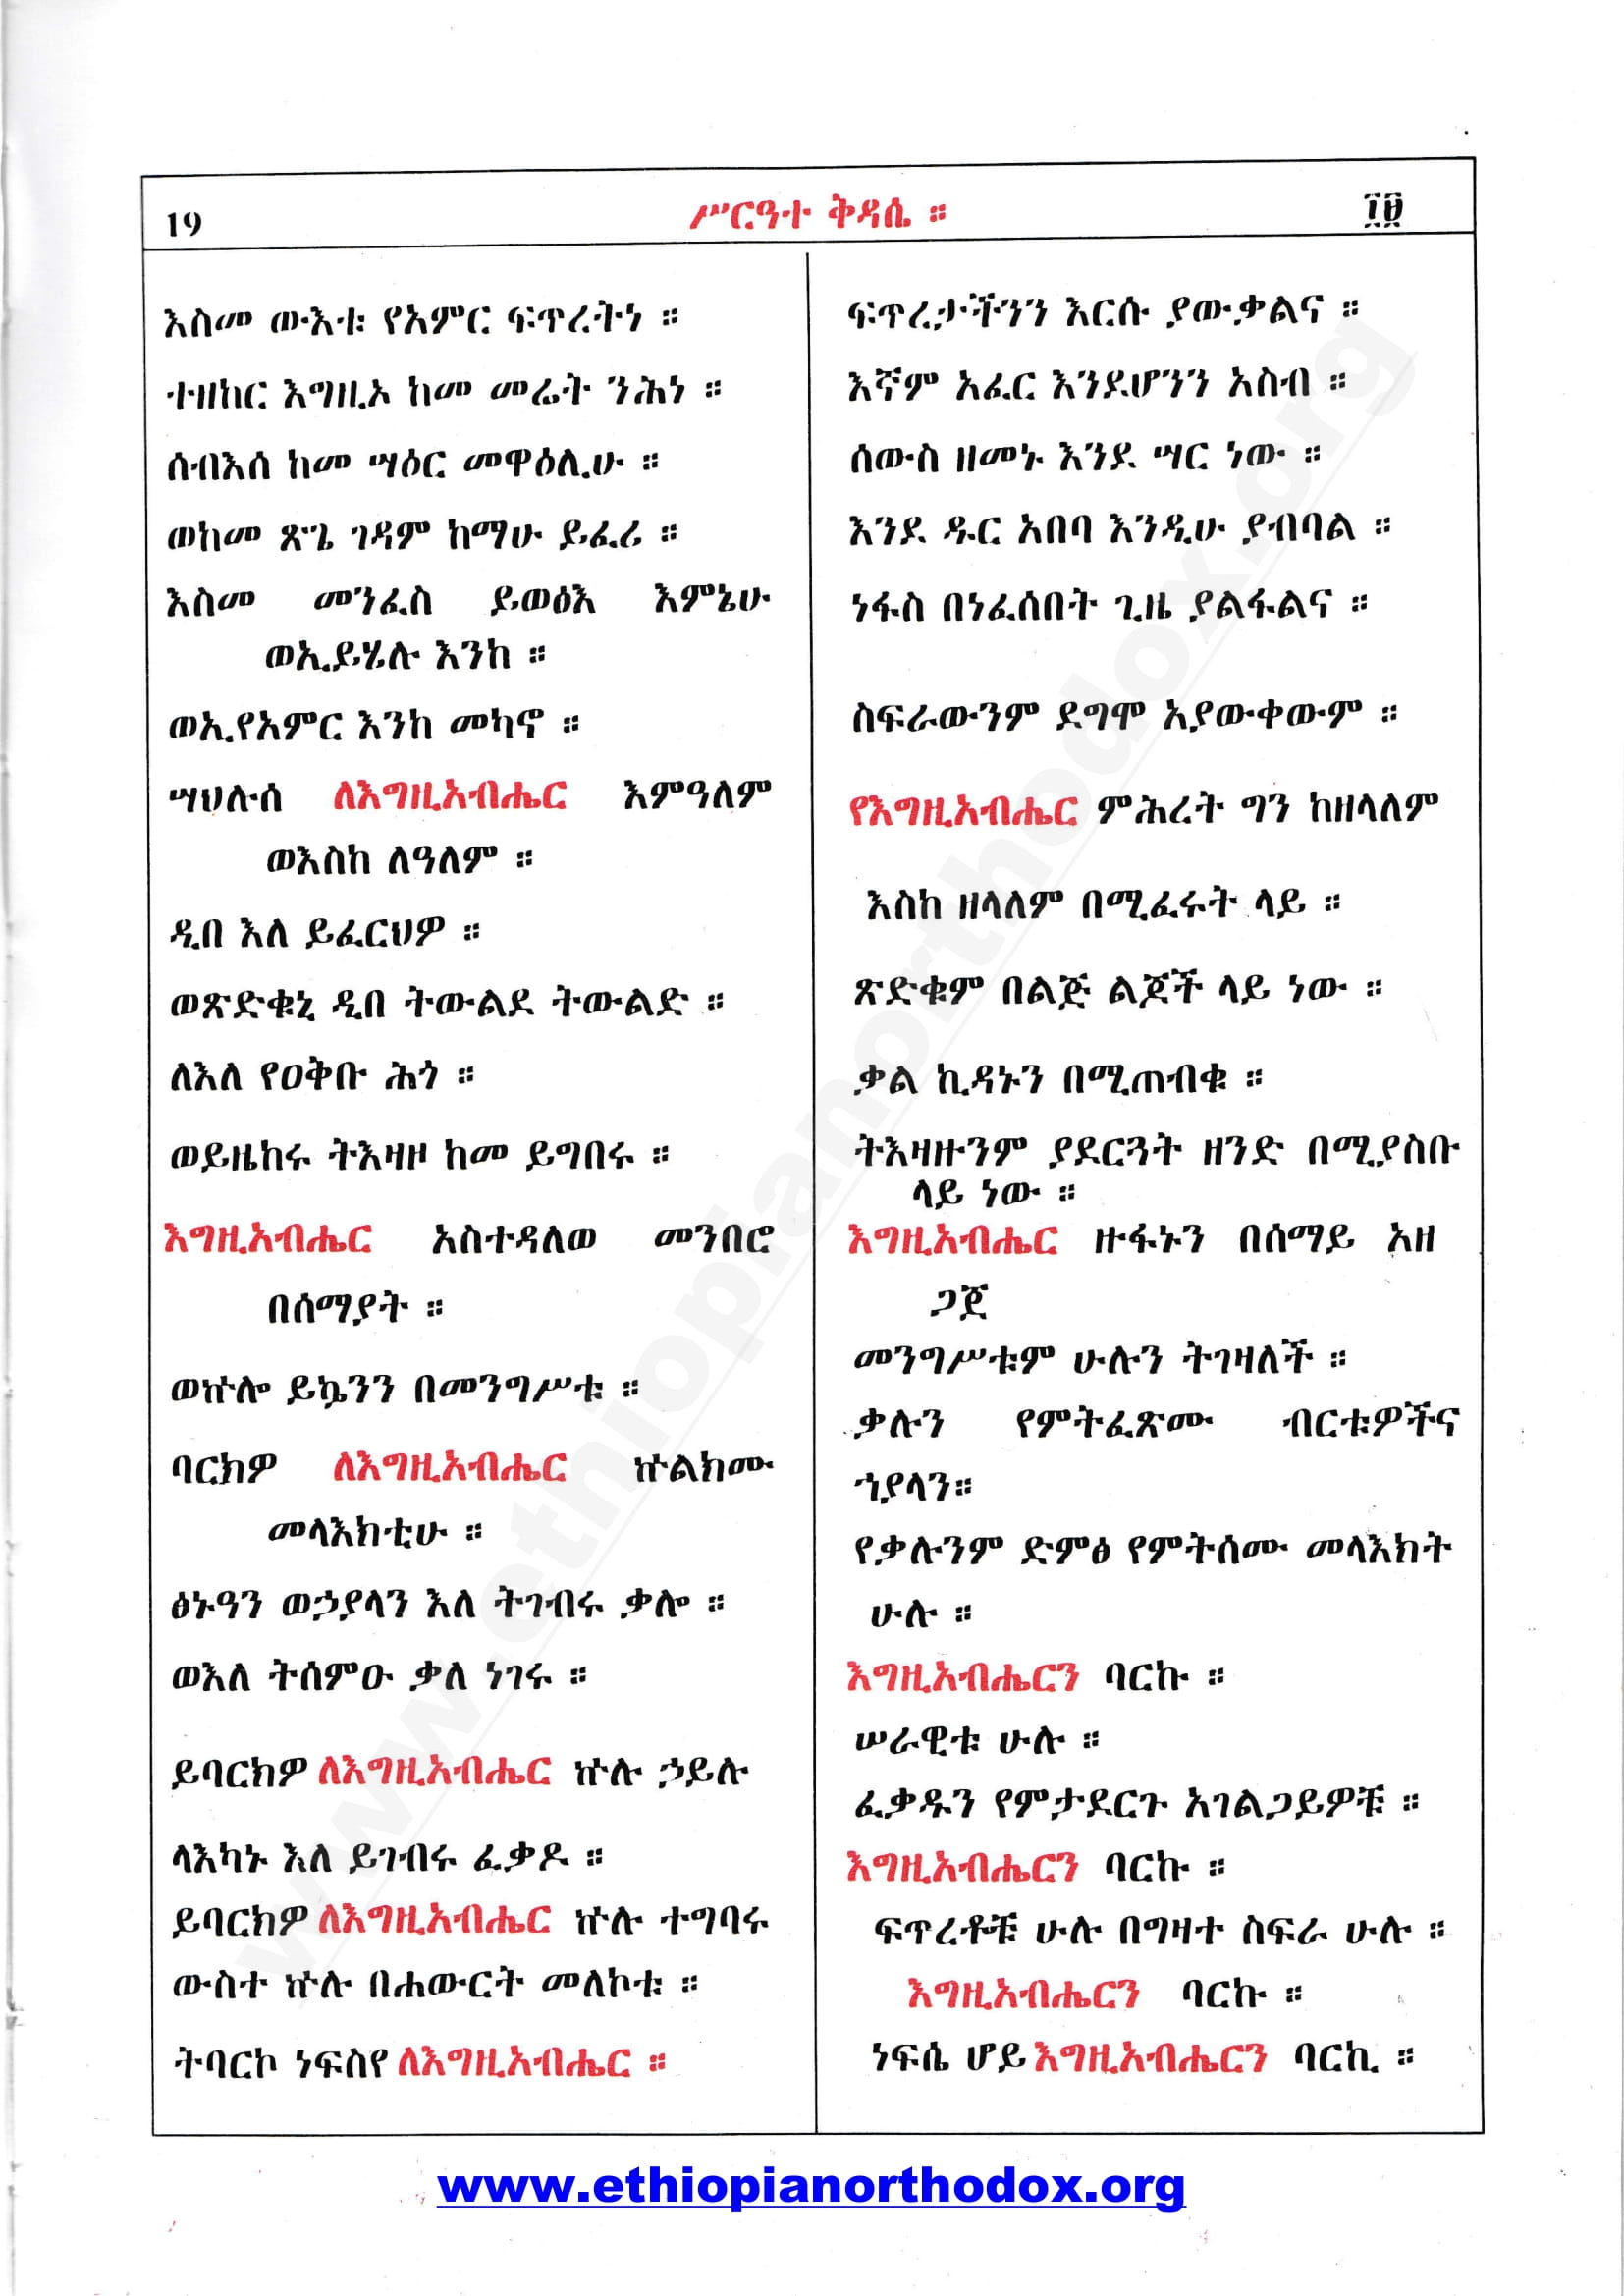 19 ሥርዓተ ቅዳሴ ። ፲፱
እስመ ውእቱ የአምር ፍጥረትነ ።
ተዘከር እግዚኦ ከመ መሬት ንሕነ ።
ሰብእሰ ከመ ሣዕር መዋዕሊሁ ።
ወከመ ጽጌ ገዳም ከማሁ ይፈሪ ።
እስመ መንፈስ ይወፅእ እምኔሁ
ወኢይሄሉ እንከ ።
ወኢየአምር እንከ መካኖ ።
ሣህሉሰ ለእግዚአብሔር እምዓለም
ወእስከ ለዓለም ።
ዲበ እለ ይፈርህዎ ።
ወጽድቁኒ ዲበ ትውልደ ትውልድ ።
ለእለ የዐቅቡ ሕጎ ።
ወይዜከሩ ትእዛዞ ከመ ይግበሩ ።
እግዚአብሔር አስተዳለወ መንበሮ
በሰማያት ።
ወኵሎ ይኴንን በመንግሥቱ ።
ባርክዎ ለእግዚአብሔር ኵልክሙ
መላእክቲሁ ።
ፅኑዓን ወኃያላን እለ ትገብሩ ቃሎ ።
ወእለ ትሰምዑ ቃለ ነገሩ ።
ይባርክዎ ለእግዚአብሔር ኵሉ ኃይሉ
ላእካኑ እለ ይገብሩ ፈቃዶ ።
ይባርክዎ ለእግዚአብሔር ኵሉ ተግባሩ
ውስተ ኵሉ በሐውርት መለኮቱ ።
ትባርኮ ነፍስየ ለእግዚአብሔር ።
ፍጥረታችንን እርሱ ያውቃልና ።
እኛም አፈር እንደሆንን አስብ ።
ሰውስ ዘመኑ እንደ ሣር ነው ።
እንደ ዱር አበባ እንዲሁ ያብባል ።
ነፋስ በነፈሰበት ጊዜ ያልፋልና ።
ስፍራውንም ደግሞ አያውቀውም ።
የእግዚአብሔር ምሕረት ግን ከዘላለም
እስከ ዘላለም በሚፈሩት ላይ ።
ጽድቁም በልጅ ልጆች ላይ ነው ።
ቃል ኪዳኑን በሚጠብቁ ።
ትእዛዙንም ያደርጓት ዘንድ በሚያስቡ
ላይ ነው ።
እግዚአብሔር ዙፋኑን በሰማይ አዘ
ጋጀ
መንግሥቱም ሁሉን ትገዛለች ።
ቃሉን የምትፈጽሙ ብርቱዎችና
ኀያላን።
የቃሉንም ድምፅ የምትሰሙ መላእክት
ሁሉ ።
እግዚአብሔርን ባርኩ ።
ሠራዊቱ ሁሉ ።
ፈቃዱን የምታደርጉ አገልጋይዎቹ ።
እግዚአብሔርን ባርኩ ።
ፍጥረቶቹ ሁሉ በግዛተ ስፍራ ሁሉ ።
እግዚአብሔርን ባርኩ ።
ነፍሴ ሆይ እግዚአብሔርን ባርኪ ።
www.ethiopianorthodox.org
www.ethiopianorthodox.org